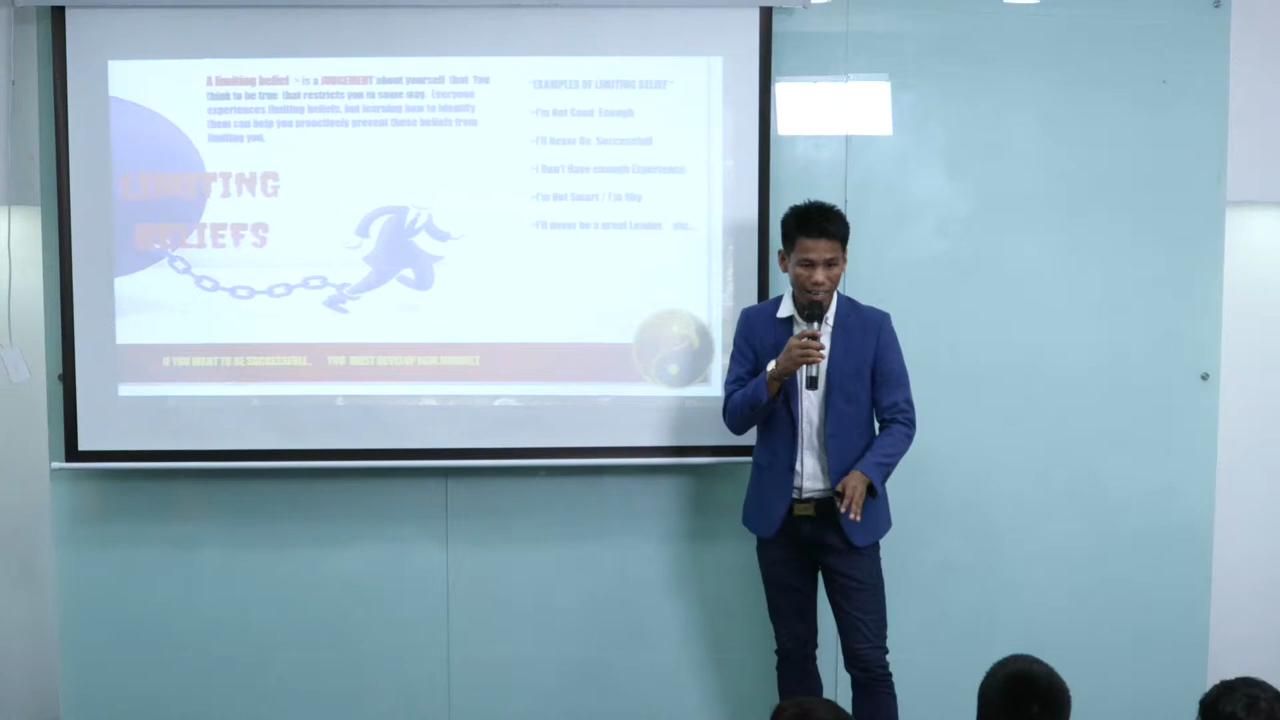 A limiting belief - is a JUDGEMENT about yourself that You
think to be true that restricts you in some way. Everyone
experiences limiting beliefs, but learning how to identify
them can help you proactively prevent these beliefs from
limiting you.
LIMITING
BELIEFS
"EXAMPLES OF LIMITING BELIEF"
-I'm Not Good Enough
-I'll Never Be Successful
-I Don't Have enough Experience
-I'm Not Smart / I'm Shy
-I'll never be a great Leader etc...
IF YOU WANT TO BE SUCCESSFUL.. YOU MUST DEVELOP MINDSET